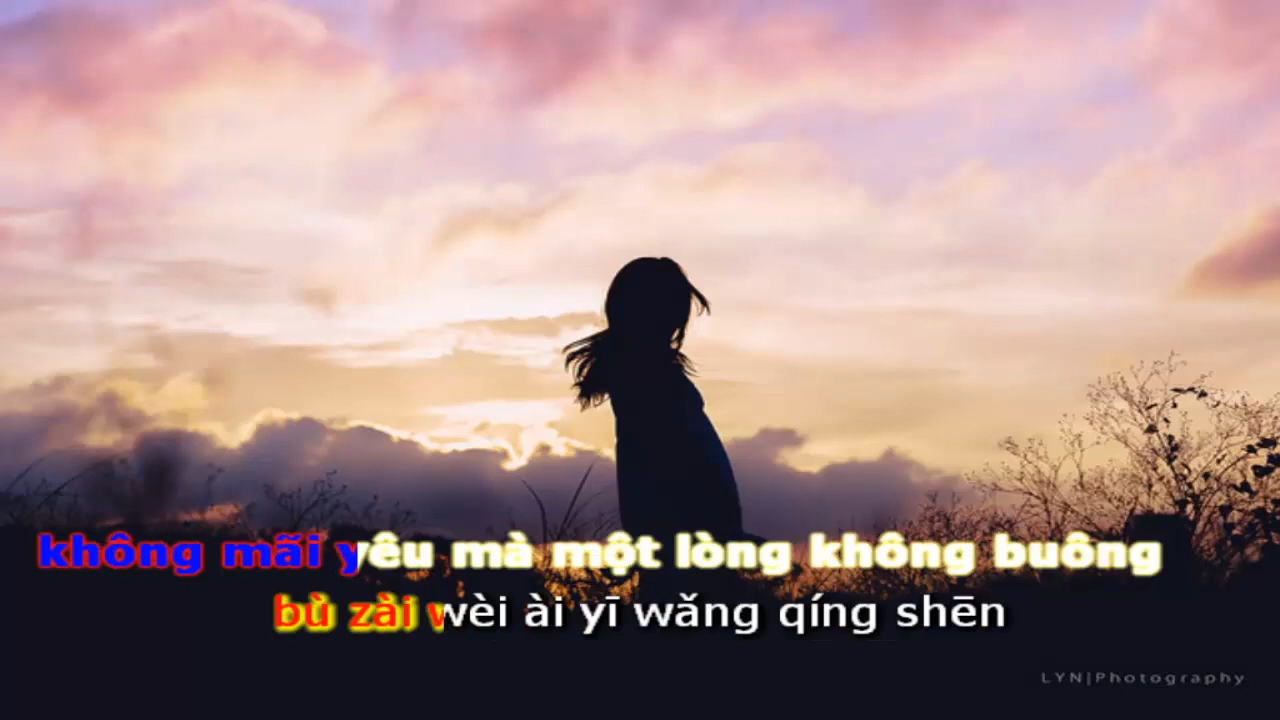 không mãi yêu mà một lòng không buông
bù zài wèi ài yī wǎng qíng shēn
LYN|Photography